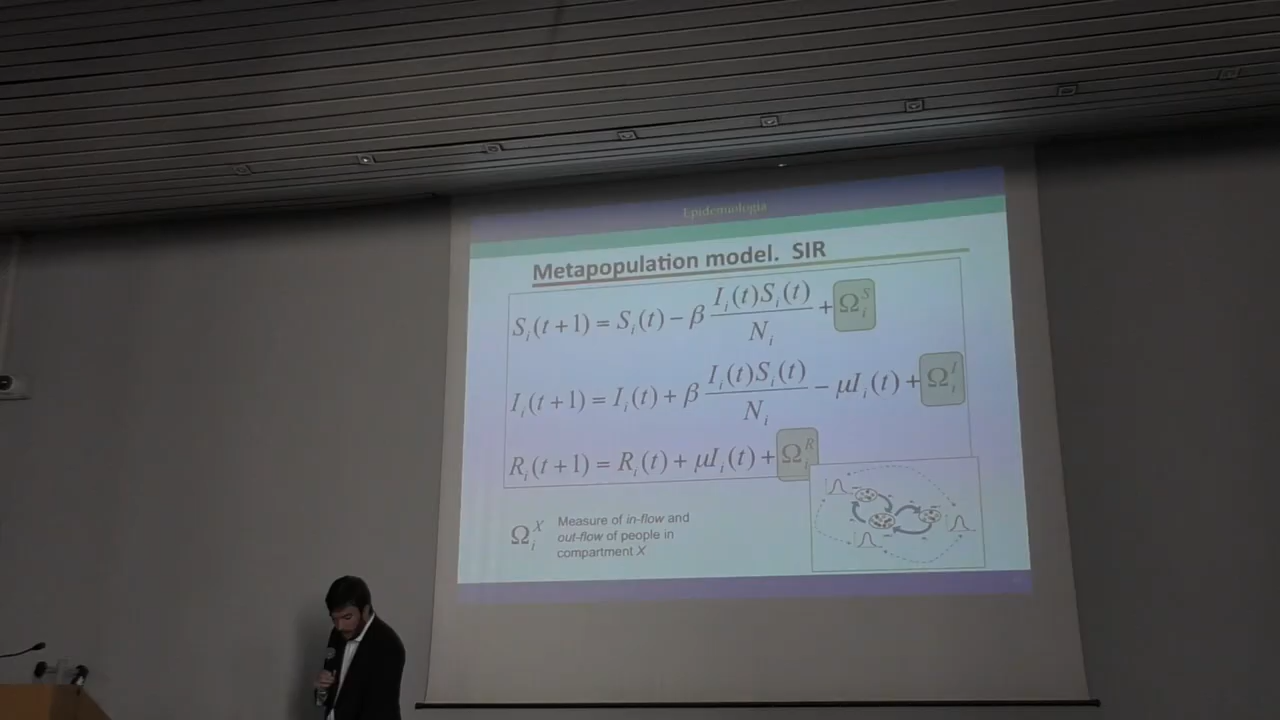 Epidemiologia
Metapopulation model. SIR
S_i(t+1) = S_i(t) − β I_i(t)S_i(t)/N_i + Ω_i^S
I_i(t+1) = I_i(t) + β I_i(t)S_i(t)/N_i − μI_i(t) + Ω_i^I
R_i(t+1) = R_i(t) + μI_i(t) + Ω_i^R
Ω_i^X
Measure of in-flow and
out-flow of people in
compartment X